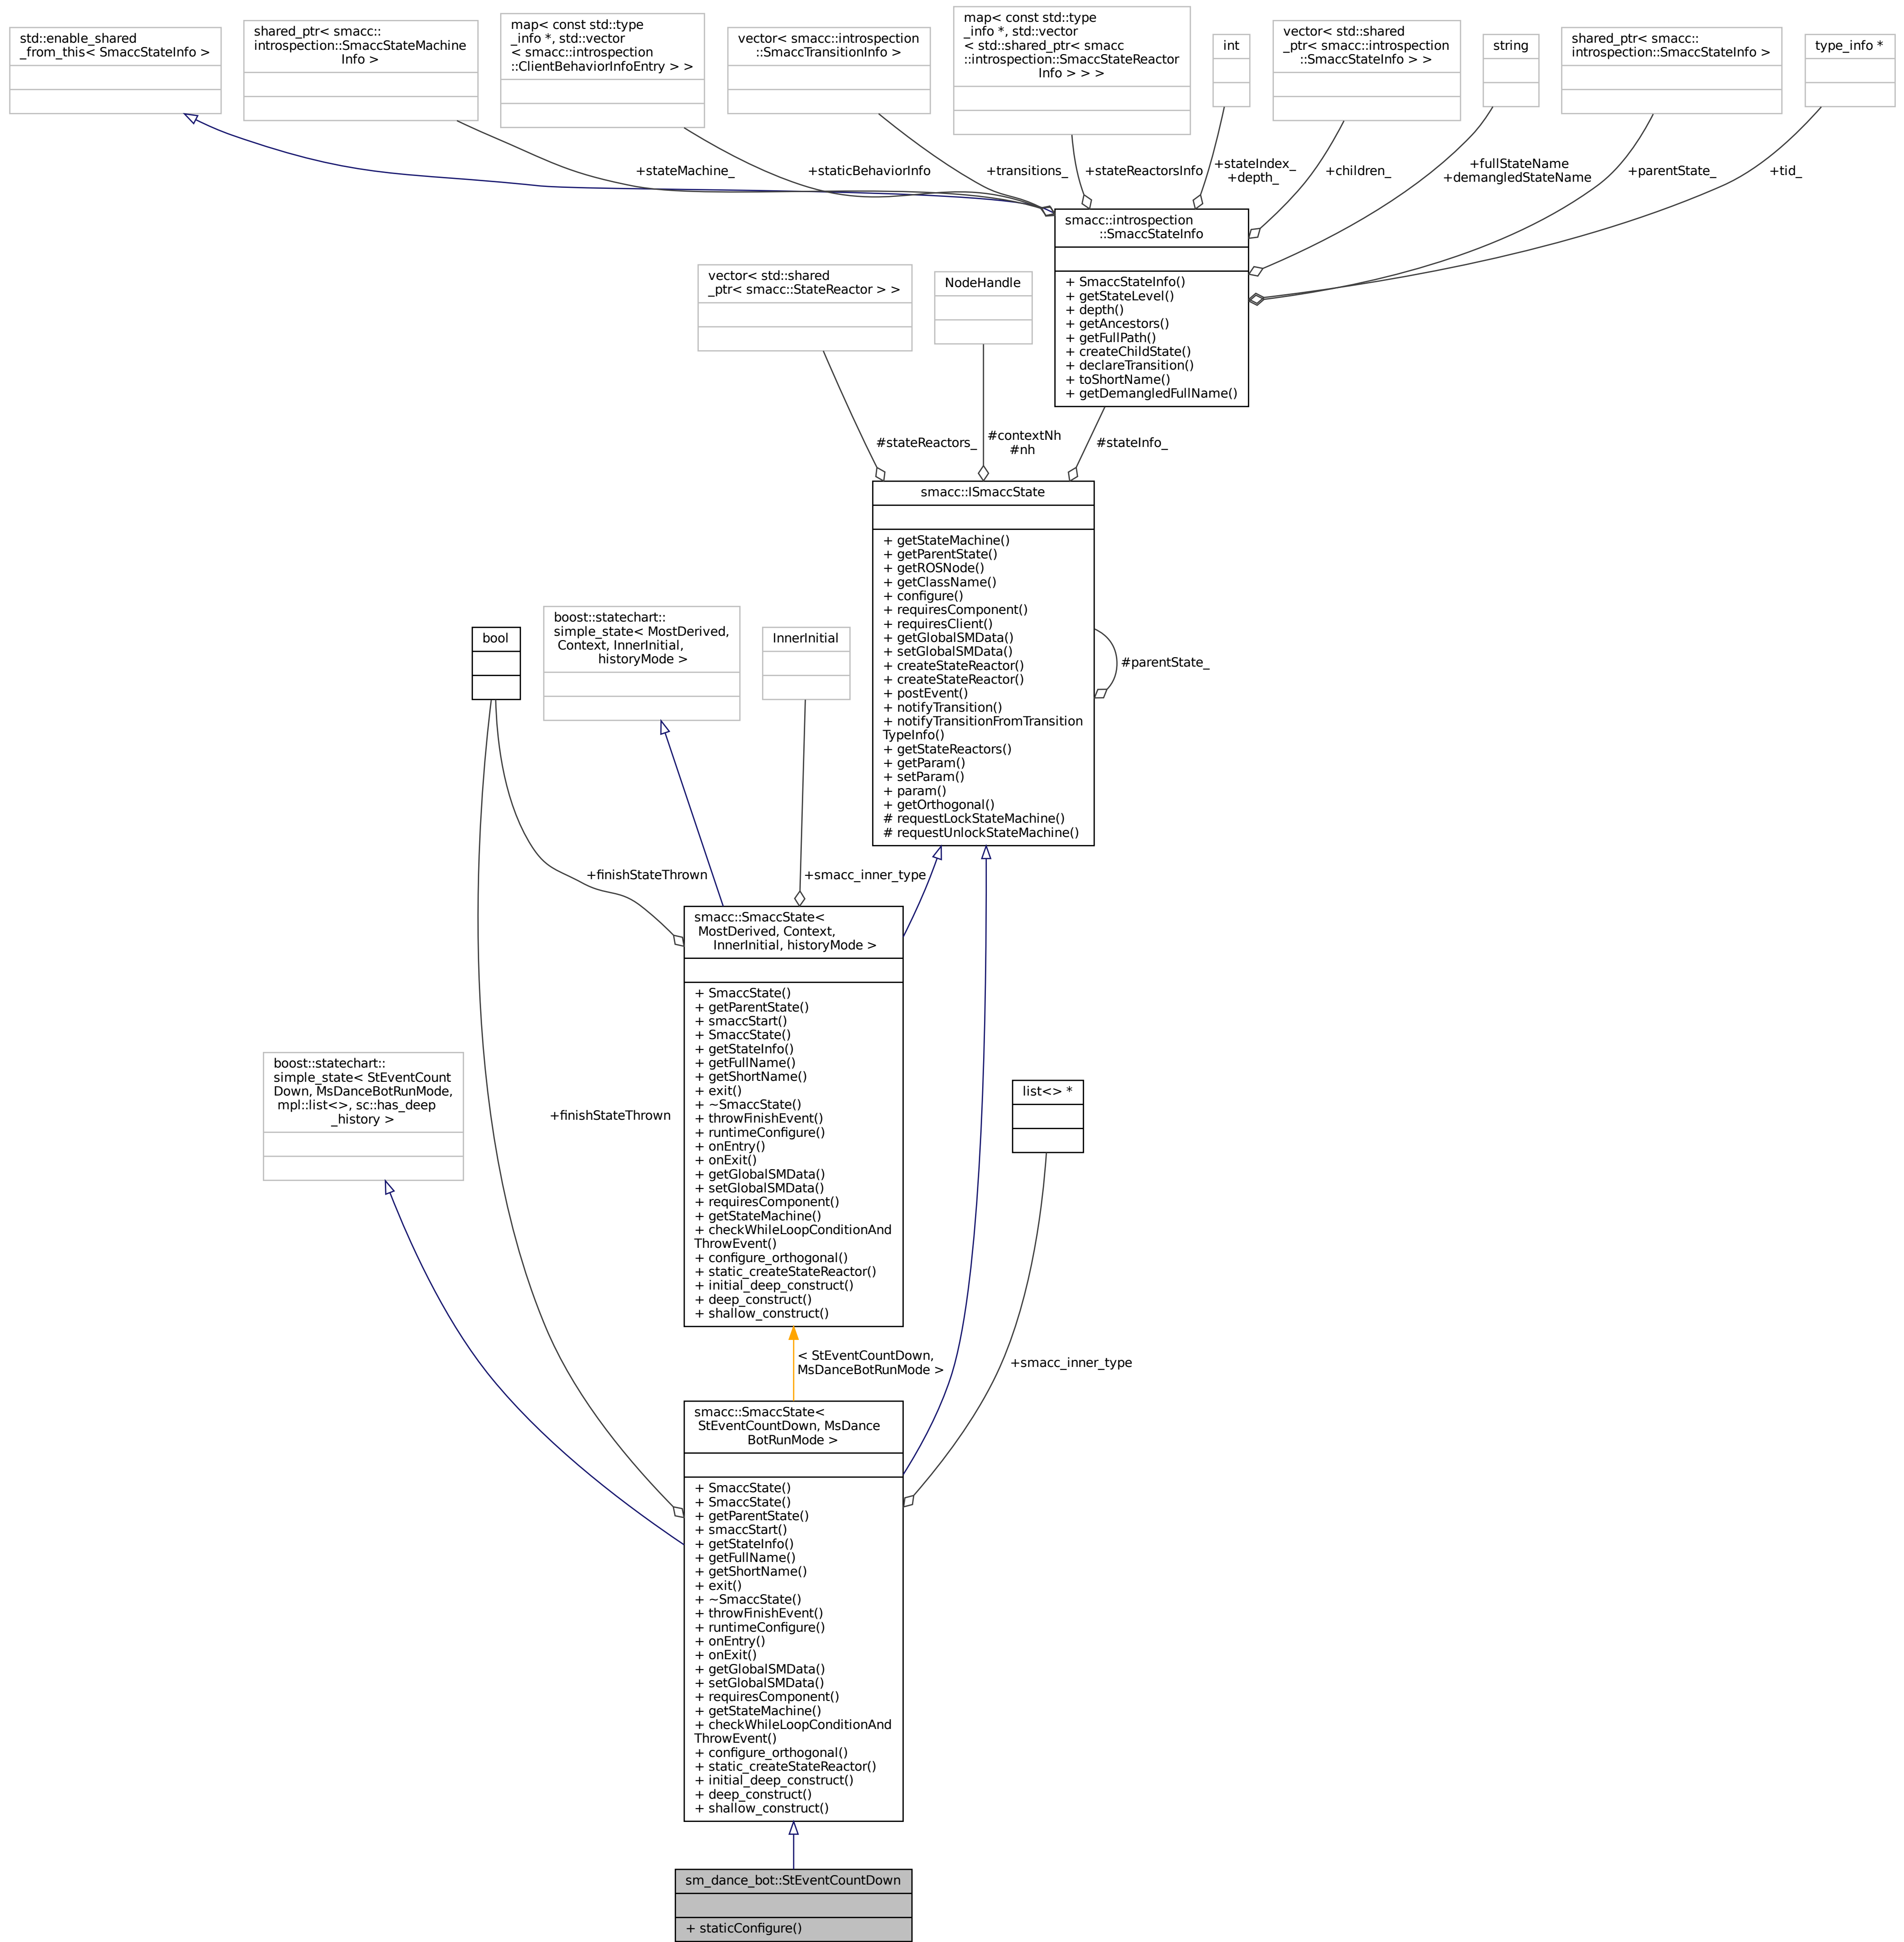 std::enable_shared
_from_this< SmaccStateInfo >
shared_ptr< smacc::
introspection::SmaccStateMachine
Info >
map< const std::type
_info *, std::vector
< smacc::introspection
::ClientBehaviorInfoEntry > >
vector< smacc::introspection
::SmaccTransitionInfo >
map< const std::type
_info *, std::vector
< std::shared_ptr< smacc
::introspection::SmaccStateReactor
Info > > >
int
vector< std::shared
_ptr< smacc::introspection
::SmaccStateInfo > >
string
shared_ptr< smacc::
introspection::SmaccStateInfo >
type_info *
+stateMachine_
+staticBehaviorInfo
+transitions_
+stateReactorsInfo
+stateIndex_
+depth_
+children_
+fullStateName
+demangledStateName
+parentState_
+tid_
smacc::introspection
::SmaccStateInfo
+ SmaccStateInfo()
+ getStateLevel()
+ depth()
+ getAncestors()
+ getFullPath()
+ createChildState()
+ declareTransition()
+ toShortName()
+ getDemangledFullName()
vector< std::shared
_ptr< smacc::StateReactor > >
NodeHandle
#stateReactors_
#contextNh
#nh
#stateInfo_
smacc::ISmaccState
+ getStateMachine()
+ getParentState()
+ getROSNode()
+ getClassName()
+ configure()
+ requiresComponent()
+ requiresClient()
+ getGlobalSMData()
+ setGlobalSMData()
+ createStateReactor()
+ createStateReactor()
+ postEvent()
+ notifyTransition()
+ notifyTransitionFromTransition
TypeInfo()
+ getStateReactors()
+ getParam()
+ setParam()
+ param()
+ getOrthogonal()
# requestLockStateMachine()
# requestUnlockStateMachine()
#parentState_
bool
boost::statechart::
simple_state< MostDerived,
Context, InnerInitial,
historyMode >
InnerInitial
+finishStateThrown
+smacc_inner_type
smacc::SmaccState<
MostDerived, Context,
InnerInitial, historyMode >
+ SmaccState()
+ getParentState()
+ smaccStart()
+ SmaccState()
+ getStateInfo()
+ getFullName()
+ getShortName()
+ exit()
+ ~SmaccState()
+ throwFinishEvent()
+ runtimeConfigure()
+ onEntry()
+ onExit()
+ getGlobalSMData()
+ setGlobalSMData()
+ requiresComponent()
+ getStateMachine()
+ checkWhileLoopConditionAnd
ThrowEvent()
+ configure_orthogonal()
+ static_createStateReactor()
+ initial_deep_construct()
+ deep_construct()
+ shallow_construct()
boost::statechart::
simple_state< StEventCount
Down, MsDanceBotRunMode,
mpl::list<>, sc::has_deep
_history >
+finishStateThrown
list<> *
< StEventCountDown,
MsDanceBotRunMode >
+smacc_inner_type
smacc::SmaccState<
StEventCountDown, MsDance
BotRunMode >
+ SmaccState()
+ SmaccState()
+ getParentState()
+ smaccStart()
+ getStateInfo()
+ getFullName()
+ getShortName()
+ exit()
+ ~SmaccState()
+ throwFinishEvent()
+ runtimeConfigure()
+ onEntry()
+ onExit()
+ getGlobalSMData()
+ setGlobalSMData()
+ requiresComponent()
+ getStateMachine()
+ checkWhileLoopConditionAnd
ThrowEvent()
+ configure_orthogonal()
+ static_createStateReactor()
+ initial_deep_construct()
+ deep_construct()
+ shallow_construct()
sm_dance_bot::StEventCountDown
+ staticConfigure()